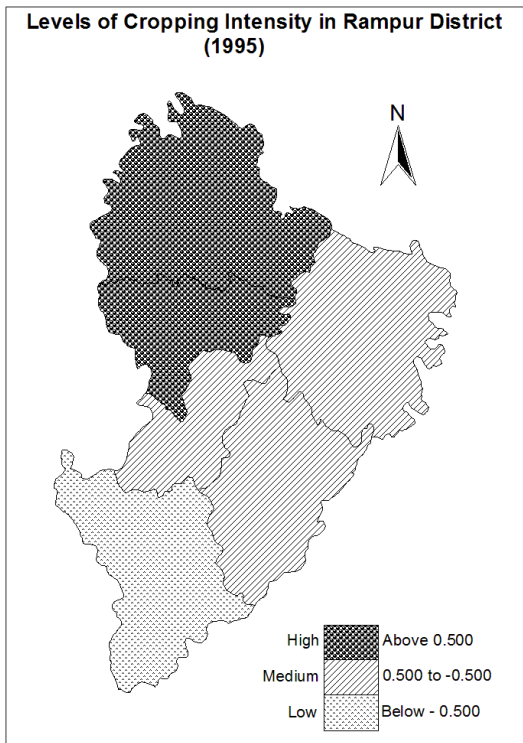 Levels of Cropping Intensity in Rampur District
(1995)
N
High Above 0.500
Medium 0.500 to -0.500
Low Below - 0.500